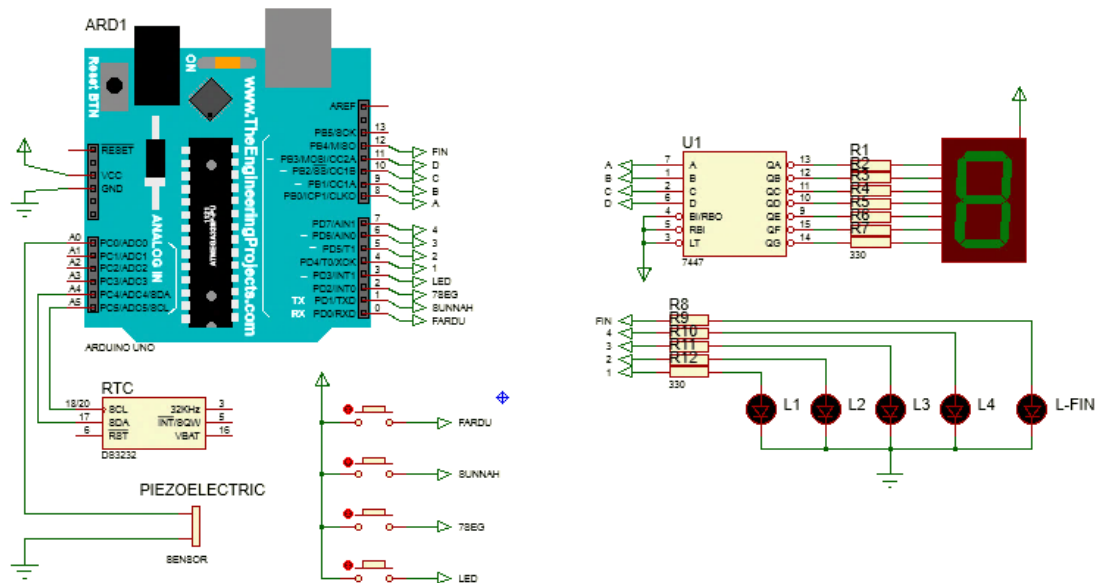 ARD1
Reset BTN
ON
www.TheEngineeringProjects.com
ANALOG IN
ATMEGA328P-PU
1121
RESET
VCC
GND
AREF
PB5/SCK 13
PB4/MISO 12 FIN
PB3/MOSI/OC2A 11 D
PB2/SS/OC1B 10 C
PB1/OC1A 9 B
PB0/ICP1/CLKO 8 A
PD7/AIN1 7 4
PD6/AIN0 6 3
PD5/T1 5 2
PD4/T0/XCK 4 1
PD3/INT1 3 LED
PD2/INT0 2 7SEG
TX PD1/TXD 1 SUNNAH
RX PD0/RXD 0 FARDU
A0 PC0/ADC0
A1 PC1/ADC1
A2 PC2/ADC2
A3 PC3/ADC3
A4 PC4/ADC4/SDA
A5 PC5/ADC5/SCL
ARDUINO UNO
RTC
18/20 SCL 32KHz 3
17 SDA INT/SQW 5
6 RST VBAT 16
DS3232
PIEZOELECTRIC
SENSOR
FARDU
SUNNAH
7SEG
LED
U1
A 7 A QA 13 R1
B 1 B QB 12 R2
C 2 C QC 11 R3
D 6 D QD 10 R4
4 BI/RBO QE 9 R5
5 RBI QF 15 R6
3 LT QG 14 R7
7447
330
R8
FIN R9
4 R10
3 R11
2 R12
1
330
L1 L2 L3 L4 L-FIN